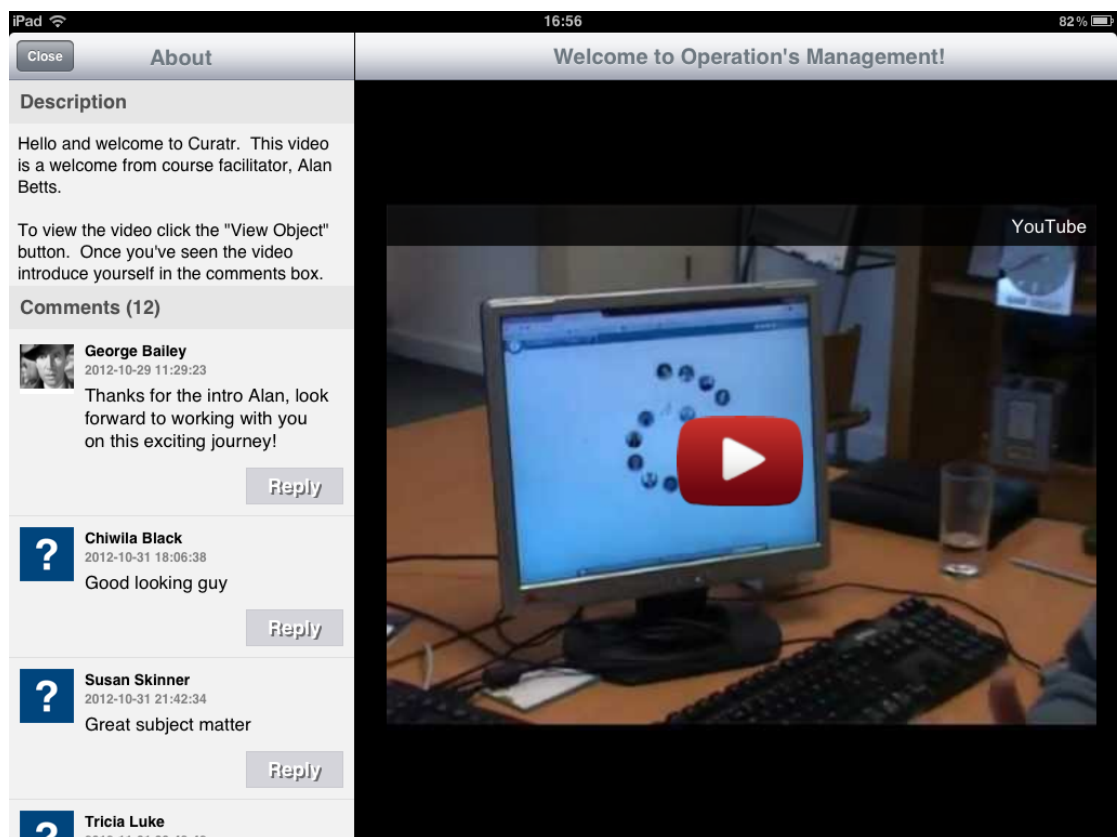 iPad 16:56 82%
Close About Welcome to Operation's Management!
Description
Hello and welcome to Curatr. This video
is a welcome from course facilitator, Alan
Betts.
To view the video click the "View Object"
button. Once you've seen the video
introduce yourself in the comments box.
Comments (12)
George Bailey
2012-10-29 11:29:23
Thanks for the intro Alan, look
forward to working with you
on this exciting journey!
Reply
?
Chiwila Black
2012-10-31 18:06:38
Good looking guy
Reply
?
Susan Skinner
2012-10-31 21:42:34
Great subject matter
Reply
?
Tricia Luke
YouTube